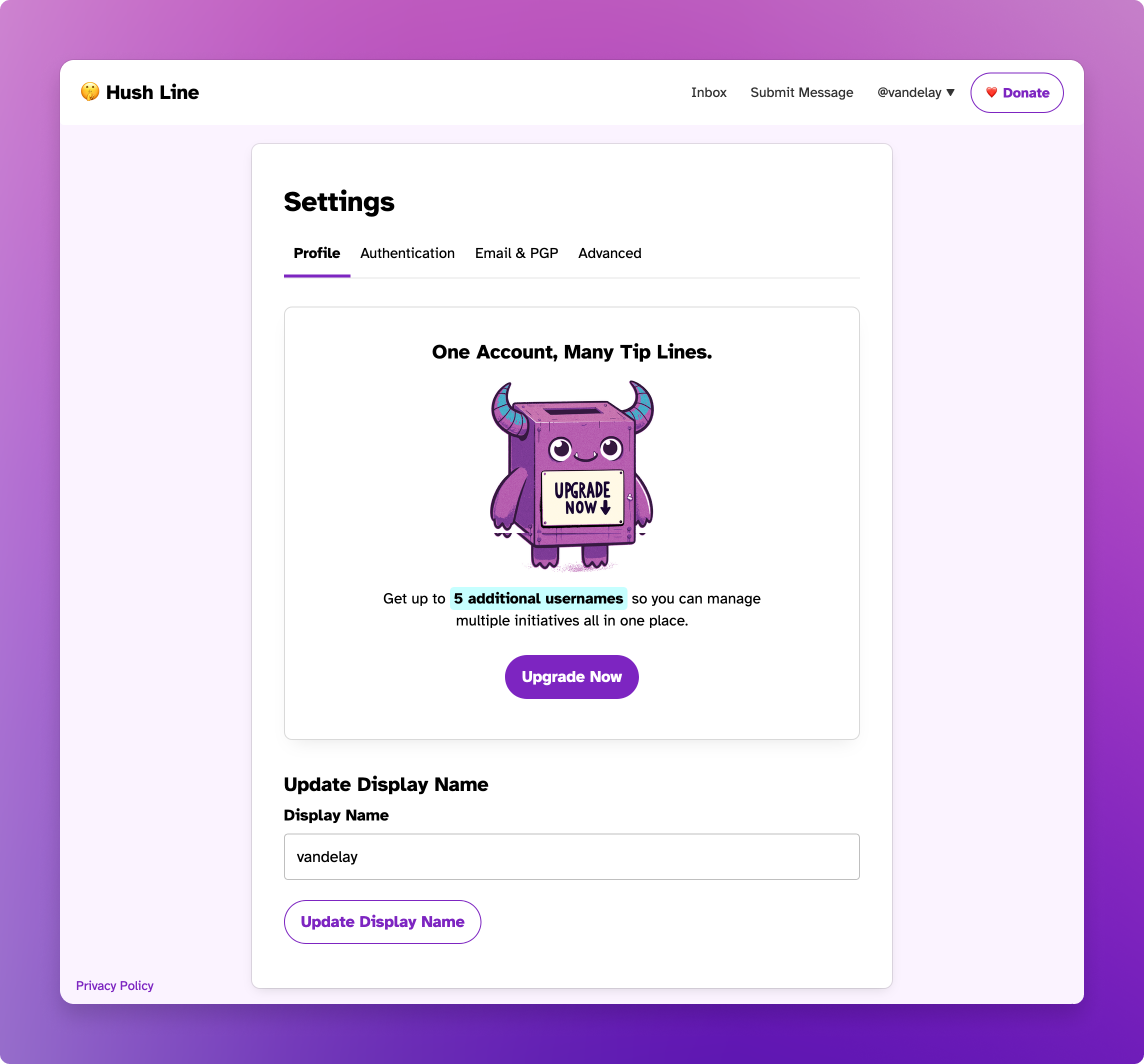 🤫 Hush Line
Inbox
Submit Message
@vandelay ▼
❤️ Donate
Settings
Profile
Authentication
Email & PGP
Advanced
One Account, Many Tip Lines.
UPGRADE
NOW ↓
Get up to 5 additional usernames so you can manage
multiple initiatives all in one place.
Upgrade Now
Update Display Name
Display Name
vandelay
Update Display Name
Privacy Policy